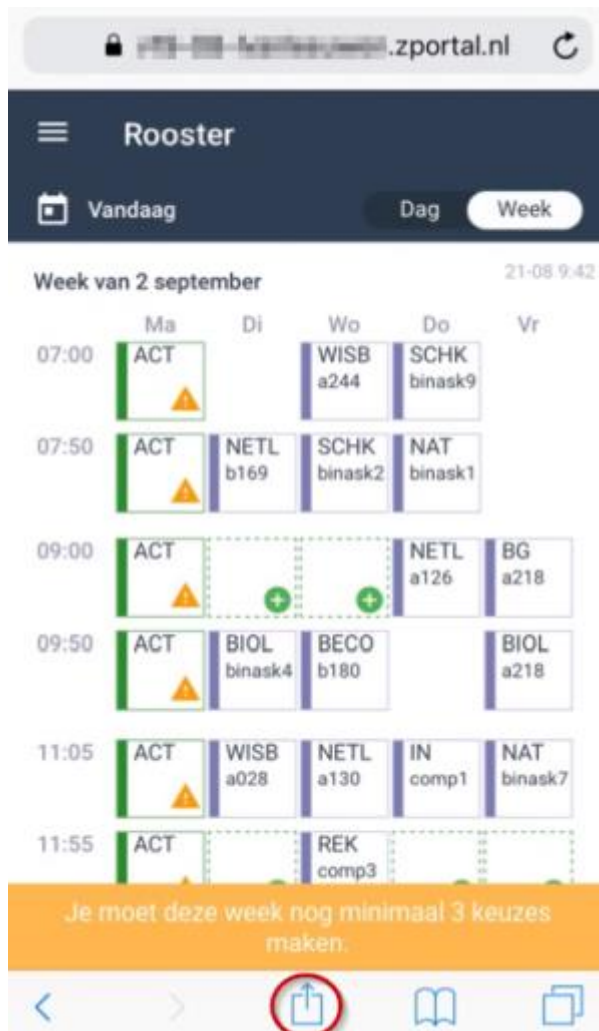 .zportal.nl
Rooster
Vandaag Dag Week
Week van 2 september 21-08 9:42
Ma Di Wo Do Vr
07:00 ACT WISB SCHK
a244 binask9
07:50 ACT NETL SCHK NAT
b169 binask2 binask1
09:00 ACT NETL BG
a126 a218
09:50 ACT BIOL BECO BIOL
binask4 b180 a218
11:05 ACT WISB NETL IN NAT
a028 a130 comp1 binask7
11:55 ACT REK
comp3
Je moet deze week nog minimaal 3 keuzes
maken.